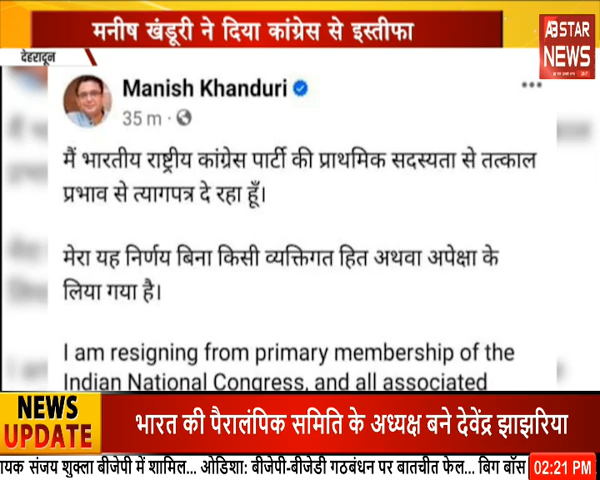 मनीष खंडूरी ने दिया कांग्रेस से इस्तीफा
AB STAR
NEWS
देहरादून
Manish Khanduri
35 m ·
मैं भारतीय राष्ट्रीय कांग्रेस पार्टी की प्राथमिक सदस्यता से तत्काल
प्रभाव से त्यागपत्र दे रहा हूँ।
मेरा यह निर्णय बिना किसी व्यक्तिगत हित अथवा अपेक्षा के
लिया गया है।
I am resigning from primary membership of the
Indian National Congress, and all associated
NEWS
UPDATE
भारत की पैरालंपिक समिति के अध्यक्ष बने देवेंद्र झाझरिया
संजय शुक्ला बीजेपी में शामिल... ओडिशा: बीजेपी-बीजेडी गठबंधन पर बातचीत फेल... बिग बॉस
02:21 PM